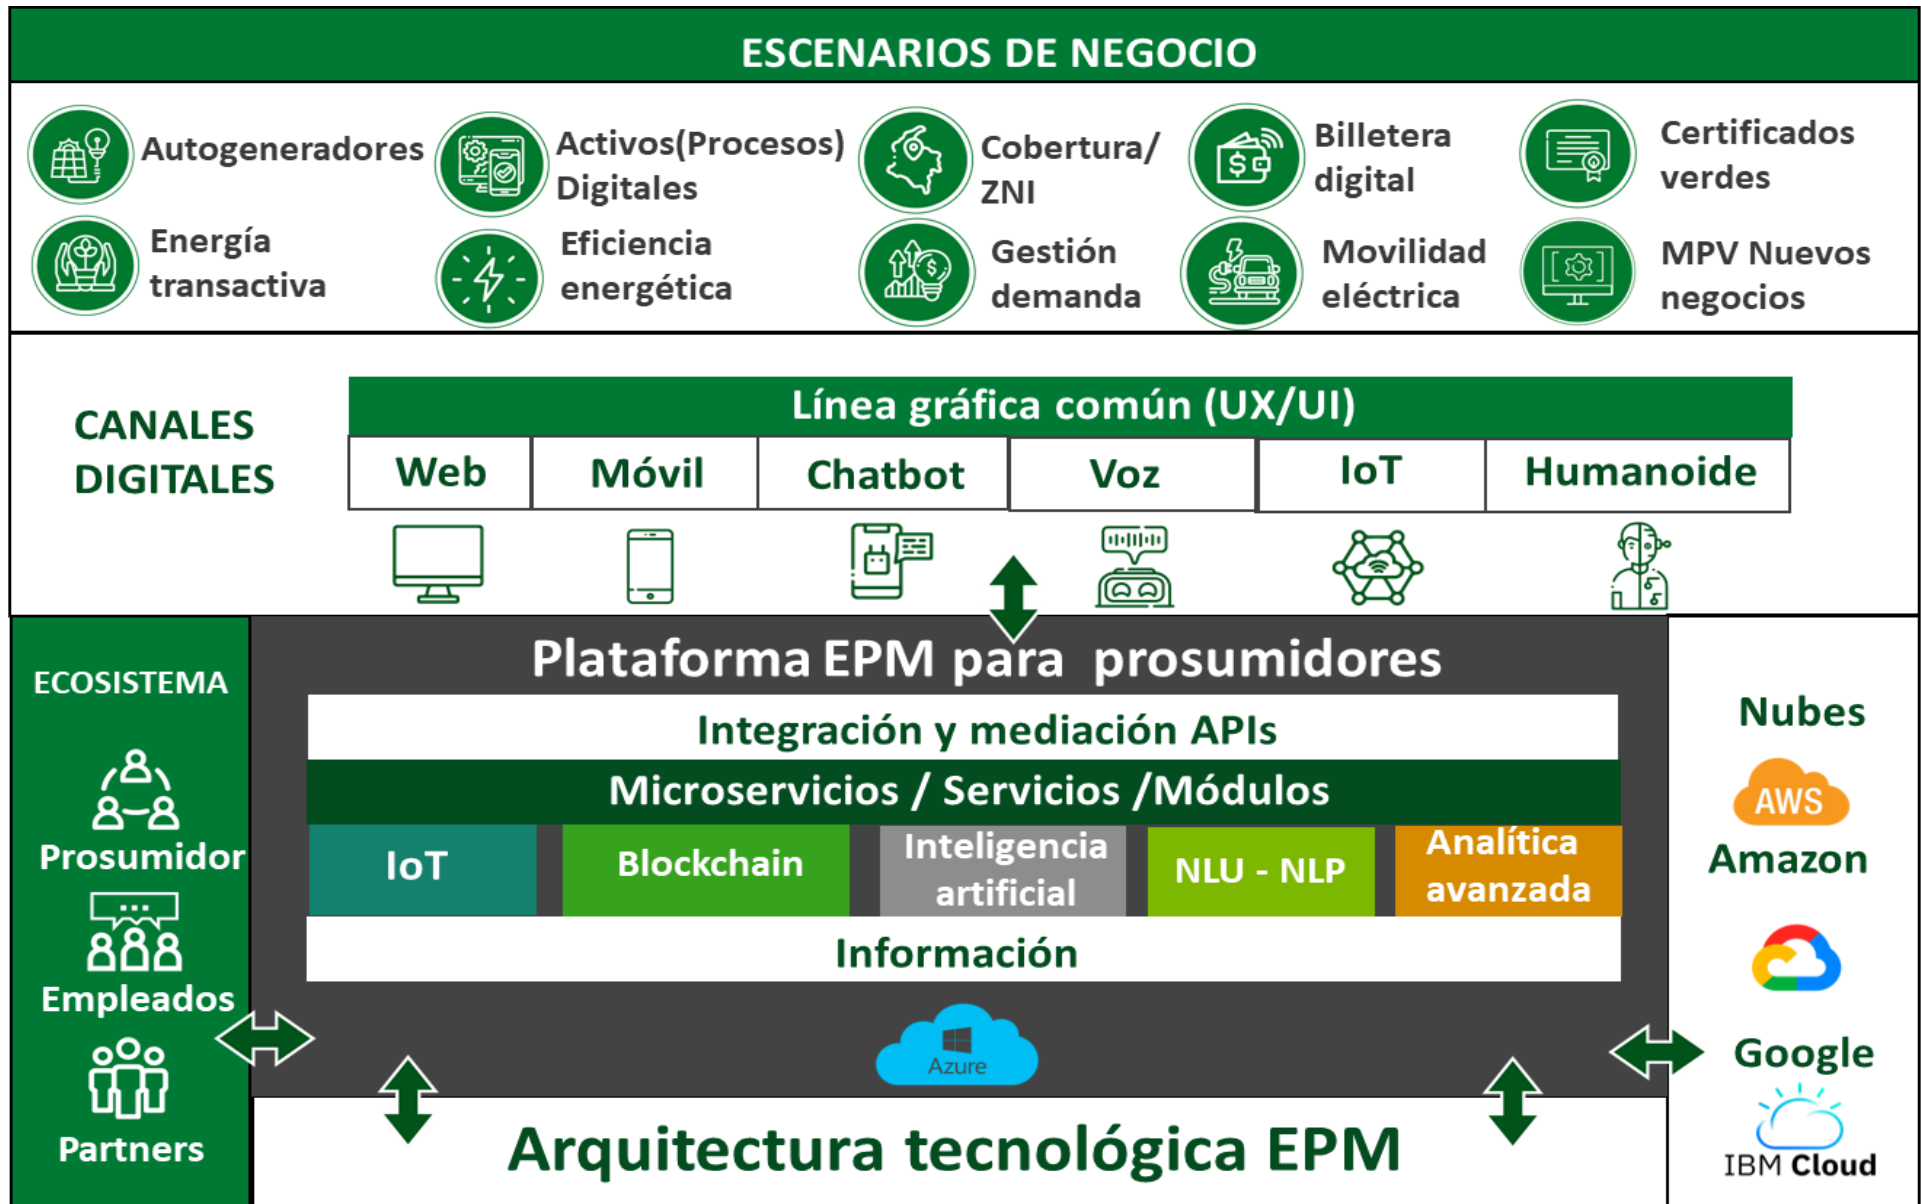 ESCENARIOS DE NEGOCIO
Autogeneradores
Activos(Procesos)
Digitales
Cobertura/
ZNI
Billetera
digital
Certificados
verdes
Energía
transactiva
Eficiencia
energética
Gestión
demanda
Movilidad
eléctrica
MPV Nuevos
negocios
CANALES
DIGITALES
Línea gráfica común (UX/UI)
Web
Móvil
Chatbot
Voz
IoT
Humanoide
ECOSISTEMA
Prosumidor
Empleados
Partners
Plataforma EPM para prosumidores
Integración y mediación APIs
Microservicios / Servicios /Módulos
IoT
Blockchain
Inteligencia
artificial
NLU - NLP
Analítica
avanzada
Información
Azure
Arquitectura tecnológica EPM
Nubes
AWS
Amazon
Google
IBM Cloud